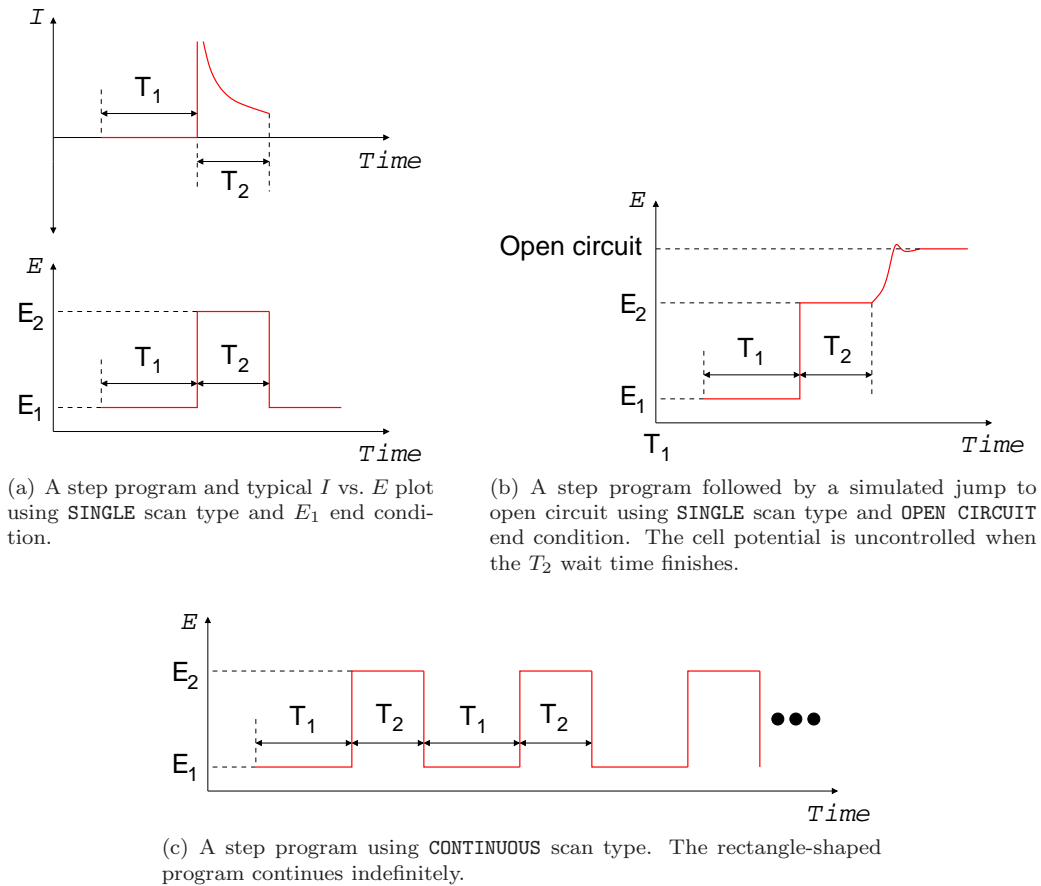 I
T1
Time
T2
E
E2
T1
T2
E1
Time
(a) A step program and typical I vs. E plot
using SINGLE scan type and E1 end condi-
tion.
E
Open circuit
E2
T1
T2
E1
T1
Time
(b) A step program followed by a simulated jump to
open circuit using SINGLE scan type and OPEN CIRCUIT
end condition. The cell potential is uncontrolled when
the T2 wait time finishes.
E
E2
T1
T2
T1
T2
E1
Time
(c) A step program using CONTINUOUS scan type. The rectangle-shaped
program continues indefinitely.